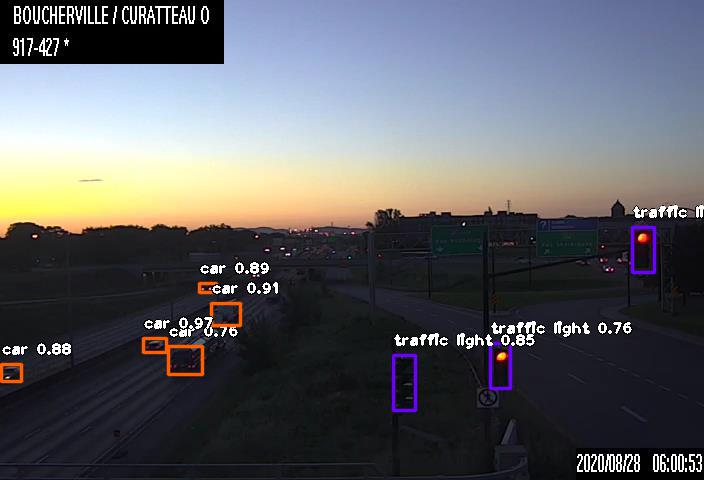 BOUCHERVILLE / CURATTEAU O
917-427 *
traffic l
car 0.89
car 0.91
car 0.97
car 0.76
traffic light 0.76
traffic light 0.85
car 0.88
2020/08/28 06:00:53